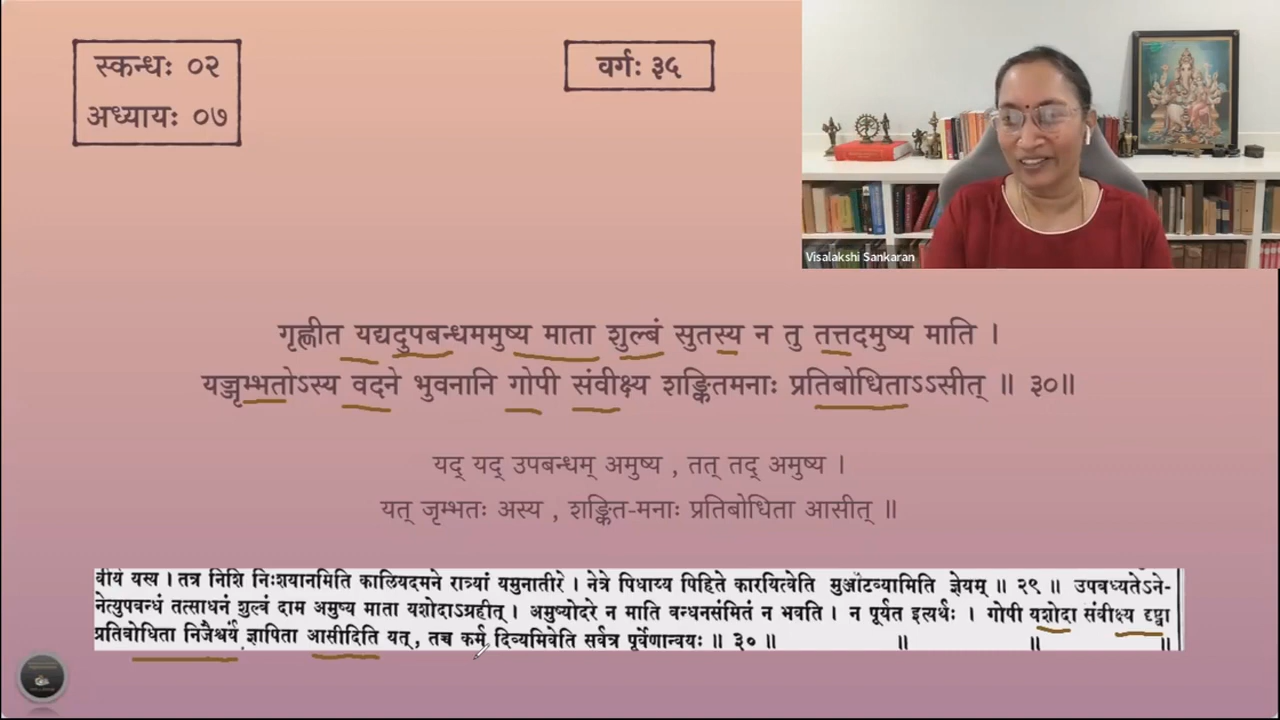 स्कन्धः ०२
अध्यायः ०७
वर्गः ३५
Visalakshi Sankaran
गृह्णीत यद्यदुपबन्धममुष्य माता शुल्बं सुतस्य न तु तत्तदमुष्य माति ।
यज्जृम्भतोऽस्य वदने भुवनानि गोपी संवीक्ष्य शङ्कितमनाः प्रतिबोधिताऽऽसीत् ॥ ३०॥
यद् यद् उपबन्धम् अमुष्य , तत् तद् अमुष्य ।
यत् जृम्भतः अस्य , शङ्कित-मनाः प्रतिबोधिता आसीत् ॥
वीर्यं यस्य । तत्र निशि निःशयानमिति कालियदमने रात्र्यां यमुनातीरे । नेत्रे पिधाय्य पिहिते कारयित्वेति मुञ्जाटव्यामिति ज्ञेयम् ॥ २९ ॥ उपबध्यतेऽने-
नेत्युपबन्धं तत्साधनं शुल्बं दाम अमुष्य माता यशोदाऽग्रहीत् । अमुष्योदरे न माति बन्धनसंमितं न भवति । न पूर्यत इत्यर्थः । गोपी यशोदा संवीक्ष्य दृष्ट्वा
प्रतिबोधिता निजैश्वर्यं ज्ञापिता आसीदिति यत्, तच्च कर्म दिव्यमिवेति सर्वत्र पूर्वेणान्वयः ॥ ३० ॥ ॥ ॥ ॥